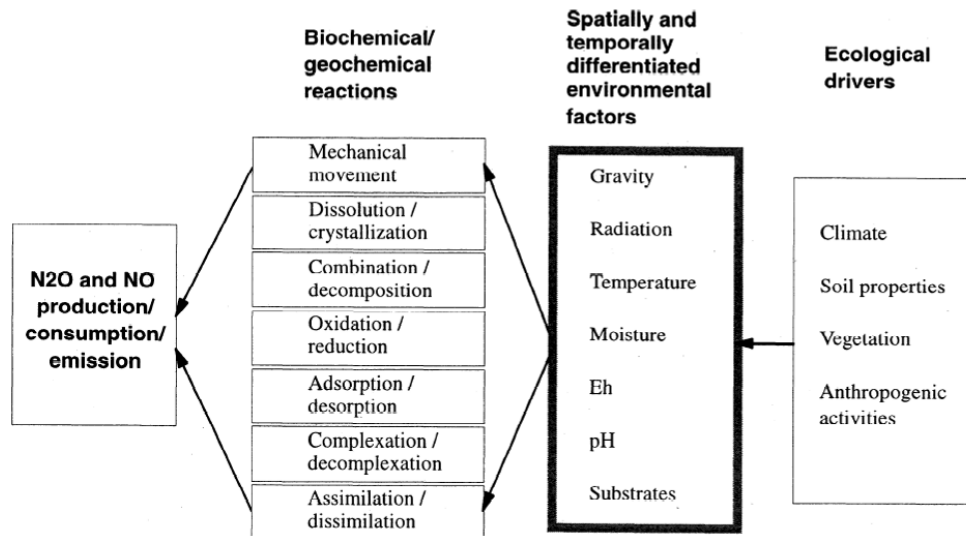 Biochemical/
geochemical
reactions
Spatially and
temporally
differentiated
environmental
factors
Ecological
drivers
N2O and NO
production/
consumption/
emission
Mechanical
movement
Dissolution /
crystallization
Combination /
decomposition
Oxidation /
reduction
Adsorption /
desorption
Complexation /
decomplexation
Assimilation /
dissimilation
Gravity
Radiation
Temperature
Moisture
Eh
pH
Substrates
Climate
Soil properties
Vegetation
Anthropogenic
activities